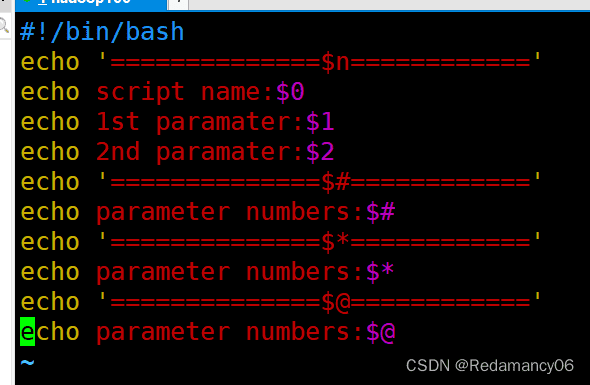 #!/bin/bash
echo '==============$n============'
echo script name:$0
echo 1st paramater:$1
echo 2nd paramater:$2
echo '==============$#============'
echo parameter numbers:$#
echo '==============$*============'
echo parameter numbers:$*
echo '==============$@============'
echo parameter numbers:$@
~
CSDN @Redamancy06